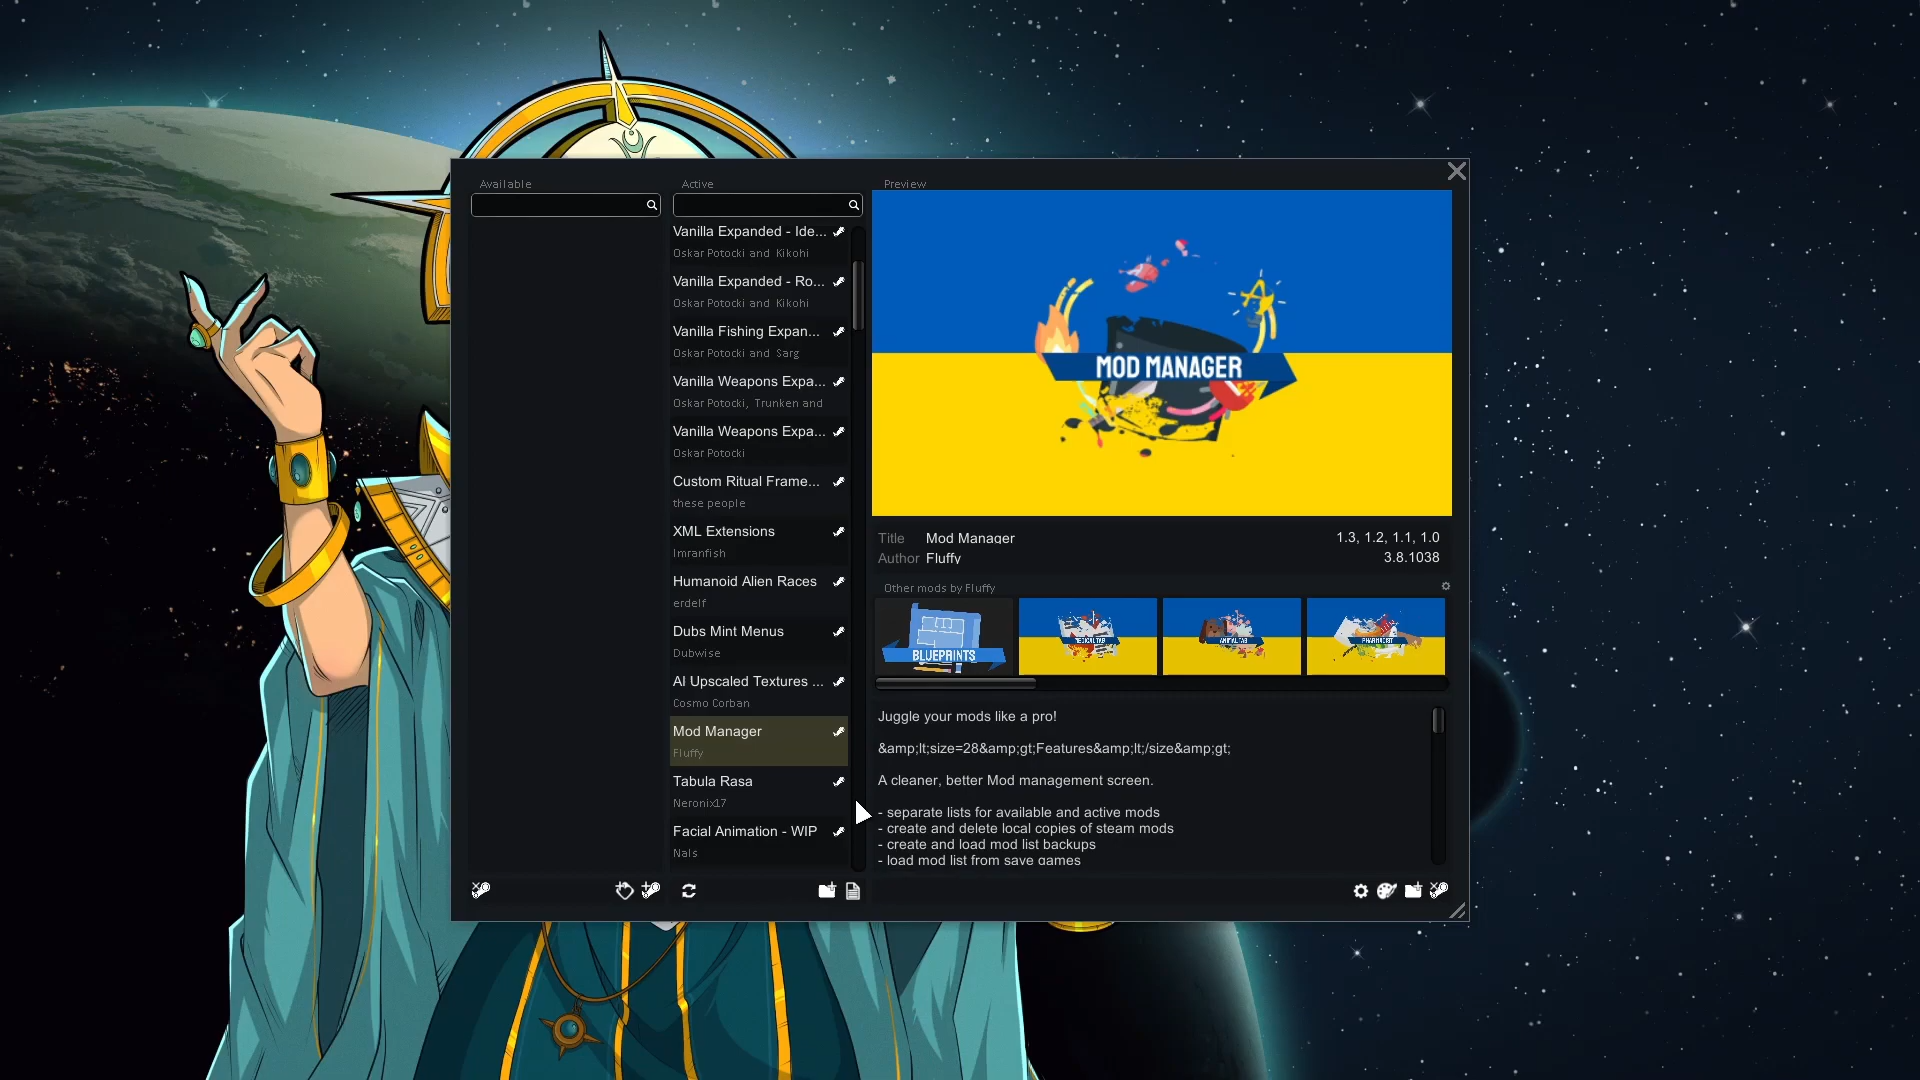 Available
Active
Preview
Vanilla Expanded - Ide...
Oskar Potocki and Kikohi
Vanilla Expanded - Ro...
Oskar Potocki and Kikohi
Vanilla Fishing Expan...
Oskar Potocki and Sarg
Vanilla Weapons Expa...
Oskar Potocki, Trunken and
Vanilla Weapons Expa...
Oskar Potocki
Custom Ritual Frame...
these people
XML Extensions
Imranfish
Humanoid Alien Races
erdelf
Dubs Mint Menus
Dubwise
AI Upscaled Textures ...
Cosmo Corban
Mod Manager
Fluffy
Tabula Rasa
Neronix17
Facial Animation - WIP
Nals
MOD MANAGER
Title Mod Manager 1.3, 1.2, 1.1, 1.0
Author Fluffy 3.8.1038
Other mods by Fluffy
BLUEPRINTS
MEDICAL TAB
ANIMAL TAB
PHARMACIST
Juggle your mods like a pro!
&amp;lt;size=28&amp;gt;Features&amp;lt;/size&amp;gt;
A cleaner, better Mod management screen.
- separate lists for available and active mods
- create and delete local copies of steam mods
- create and load mod list backups
- load mod list from save games